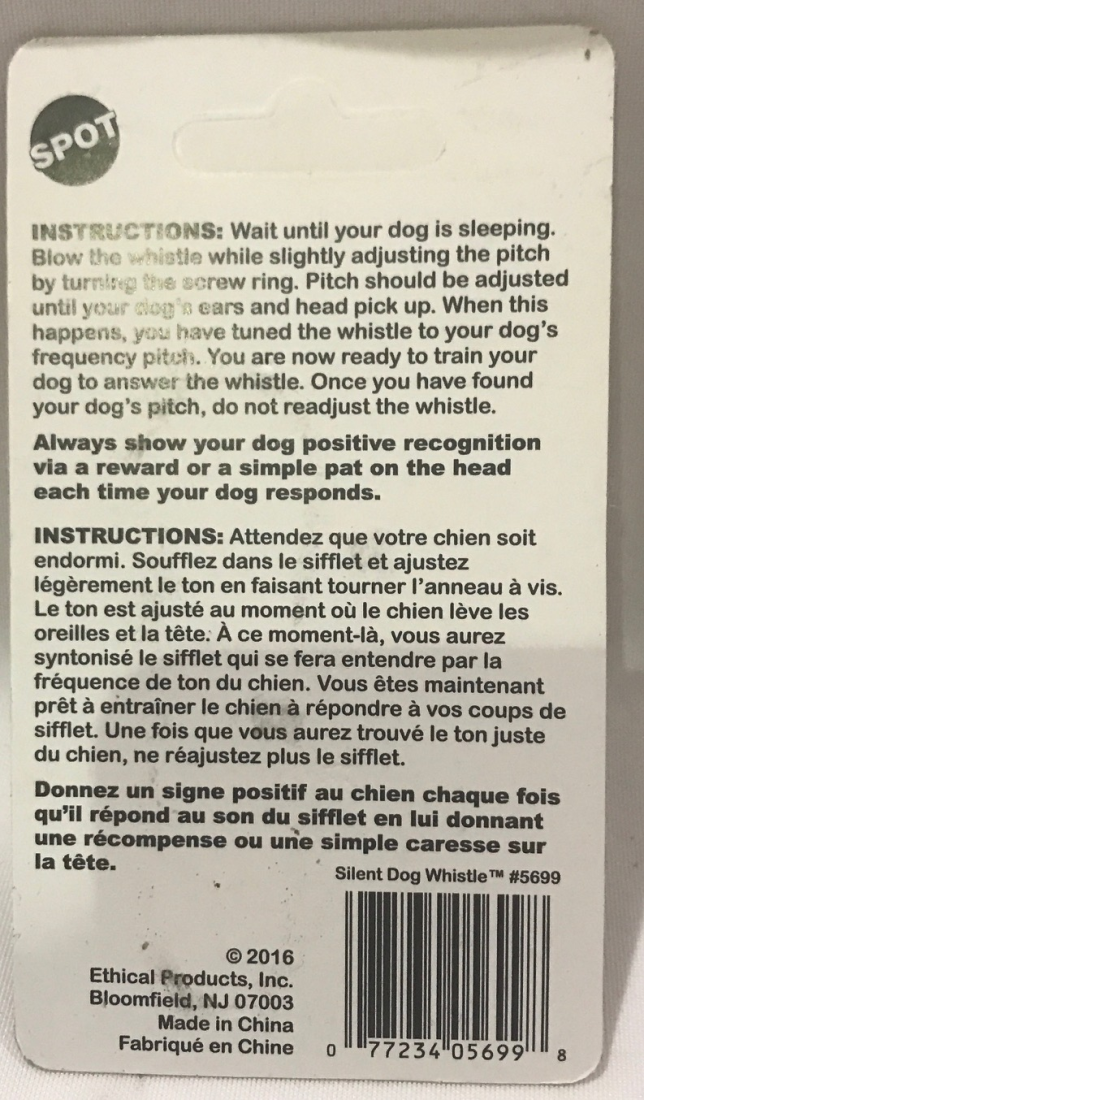 SPOT
INSTRUCTIONS: Wait until your dog is sleeping.
Blow the whistle while slightly adjusting the pitch
by turning the screw ring. Pitch should be adjusted
until your dog's ears and head pick up. When this
happens, you have tuned the whistle to your dog's
frequency pitch. You are now ready to train your
dog to answer the whistle. Once you have found
your dog's pitch, do not readjust the whistle.
Always show your dog positive recognition
via a reward or a simple pat on the head
each time your dog responds.
INSTRUCTIONS: Attendez que votre chien soit
endormi. Soufflez dans le sifflet et ajustez
légèrement le ton en faisant tourner l'anneau à vis.
Le ton est ajusté au moment où le chien lève les
oreilles et la tête. À ce moment-là, vous aurez
syntonisé le sifflet qui se fera entendre par la
fréquence de ton du chien. Vous êtes maintenant
prêt à entraîner le chien à répondre à vos coups de
sifflet. Une fois que vous aurez trouvé le ton juste
du chien, ne réajustez plus le sifflet.
Donnez un signe positif au chien chaque fois
qu'il répond au son du sifflet en lui donnant
une récompense ou une simple caresse sur
la tête.
Silent Dog Whistle™ #5699
© 2016
Ethical Products, Inc.
Bloomfield, NJ 07003
Made in China
Fabriqué en Chine
0 77234 05699 8